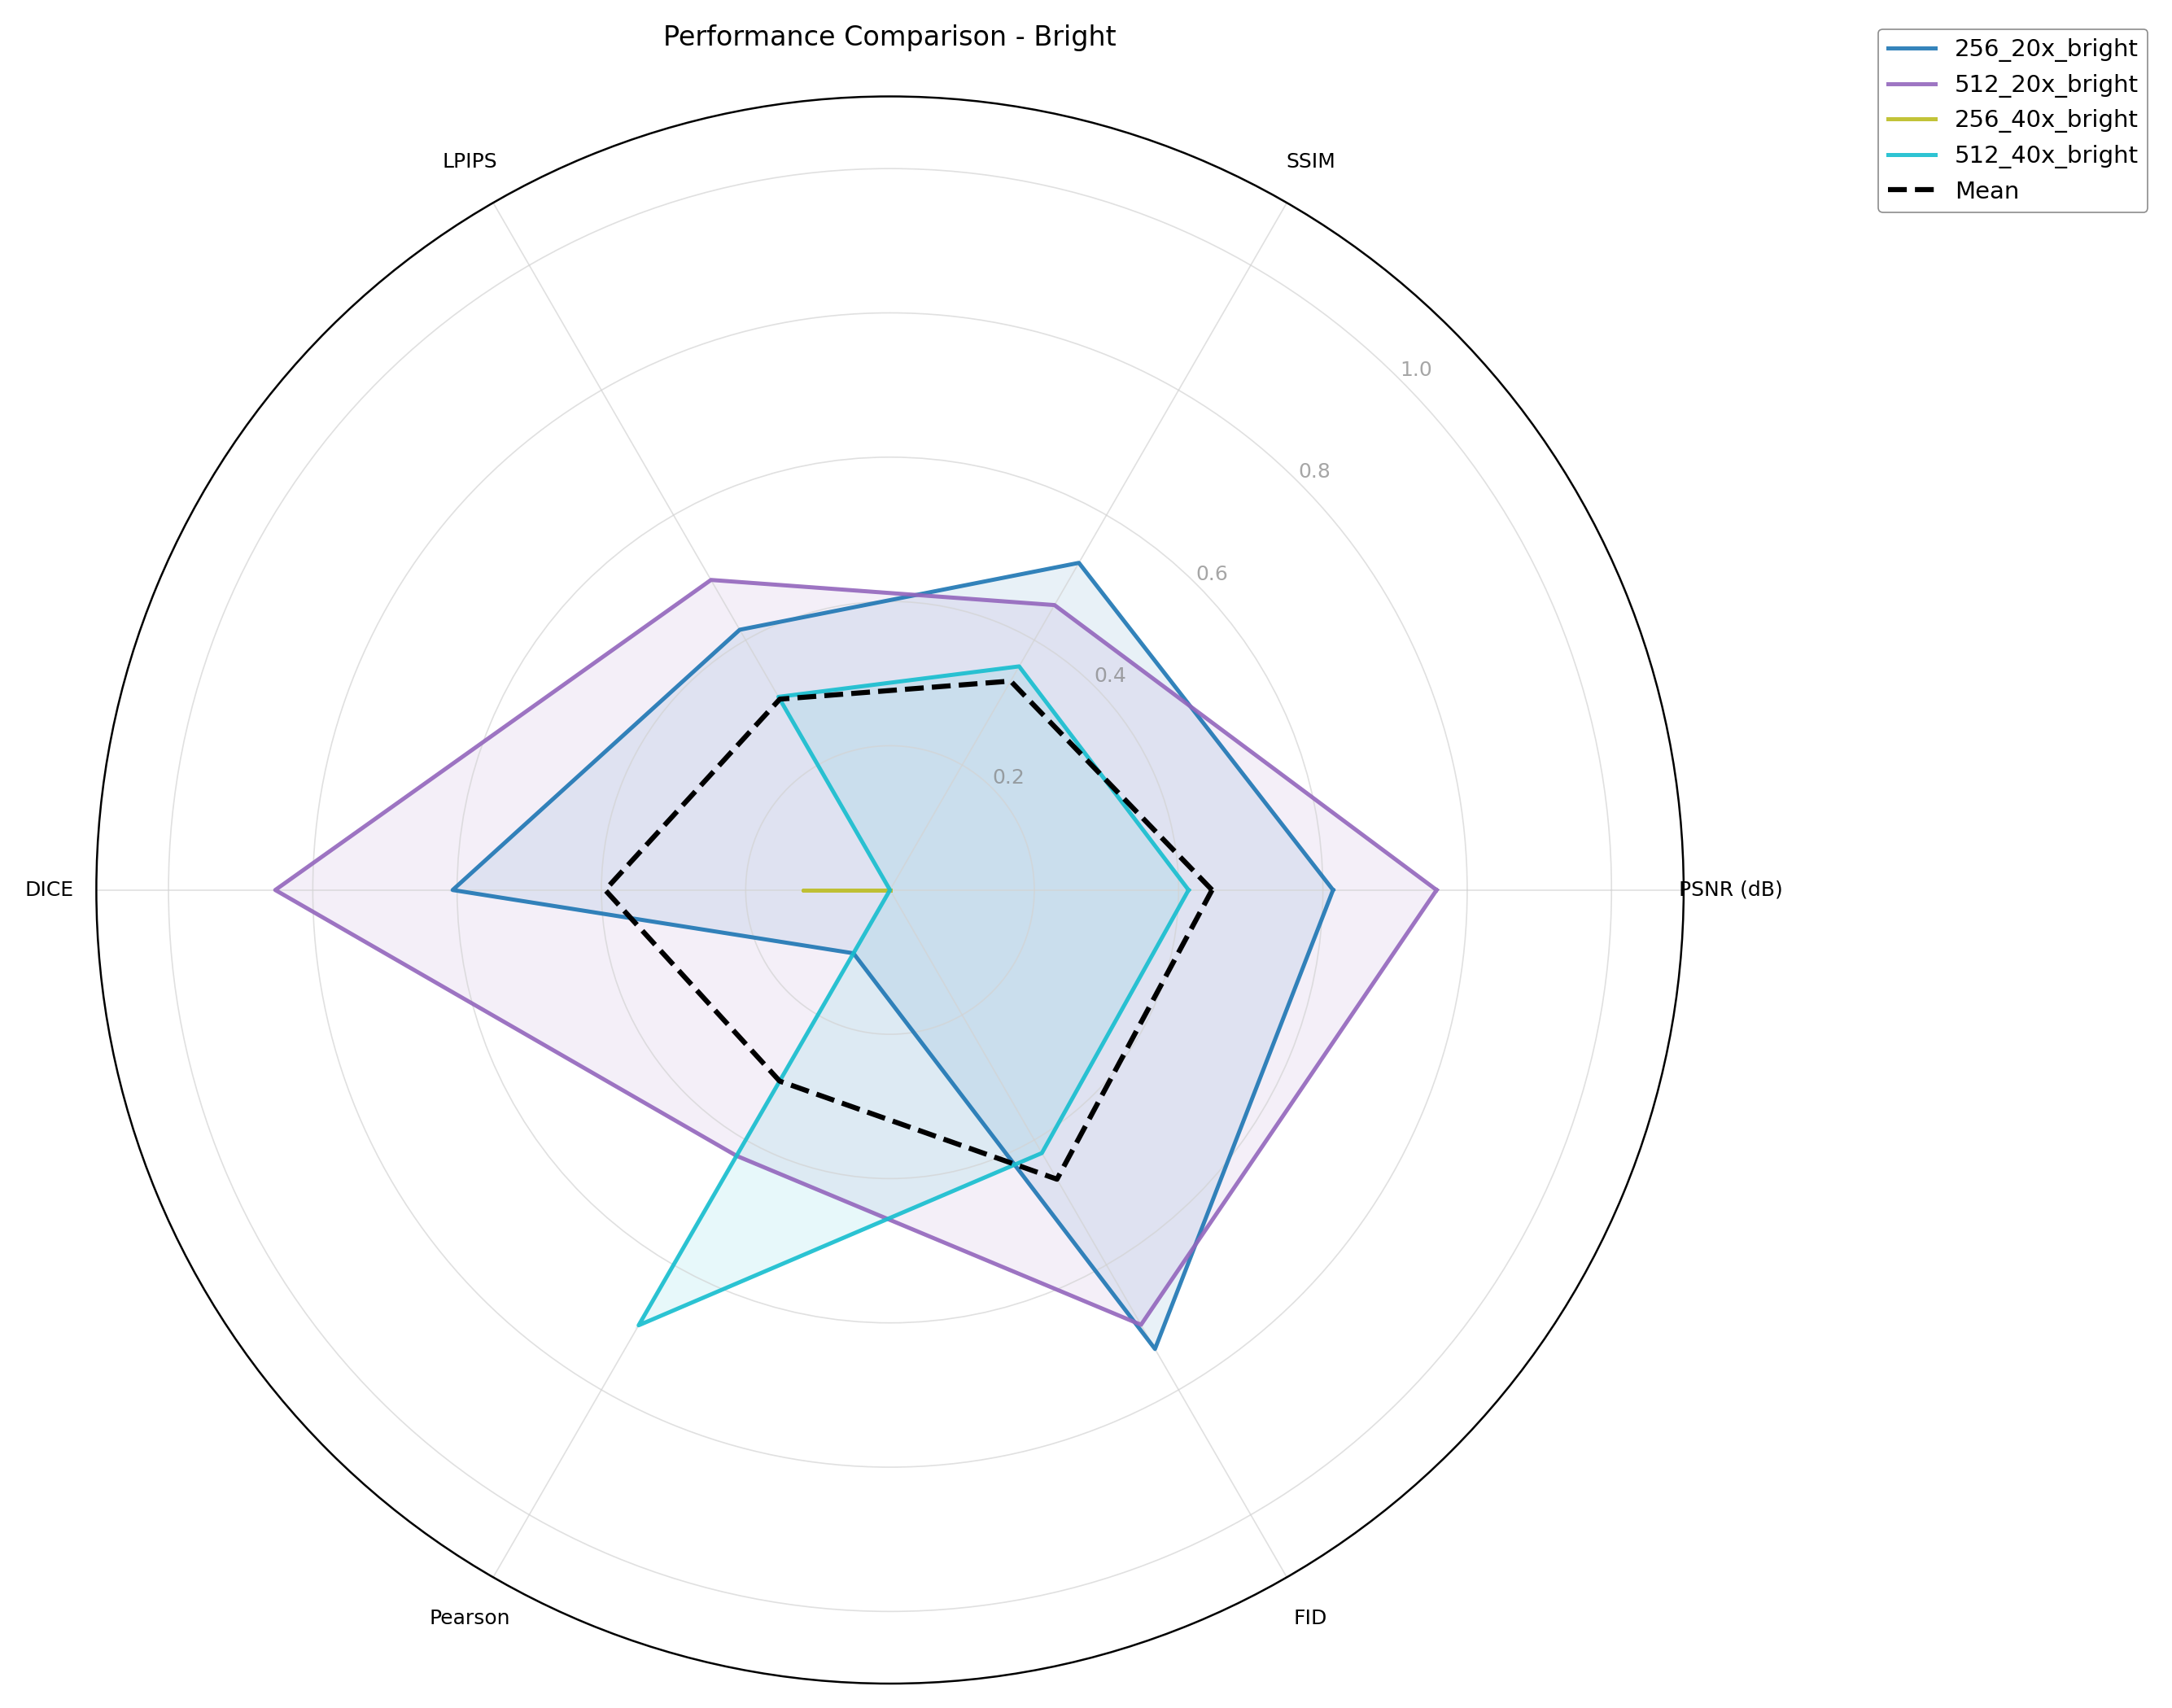 Performance Comparison - Bright
256_20x_bright
512_20x_bright
256_40x_bright
512_40x_bright
Mean
LPIPS
SSIM
1.0
0.8
0.6
0.4
0.2
DICE
PSNR (dB)
Pearson
FID